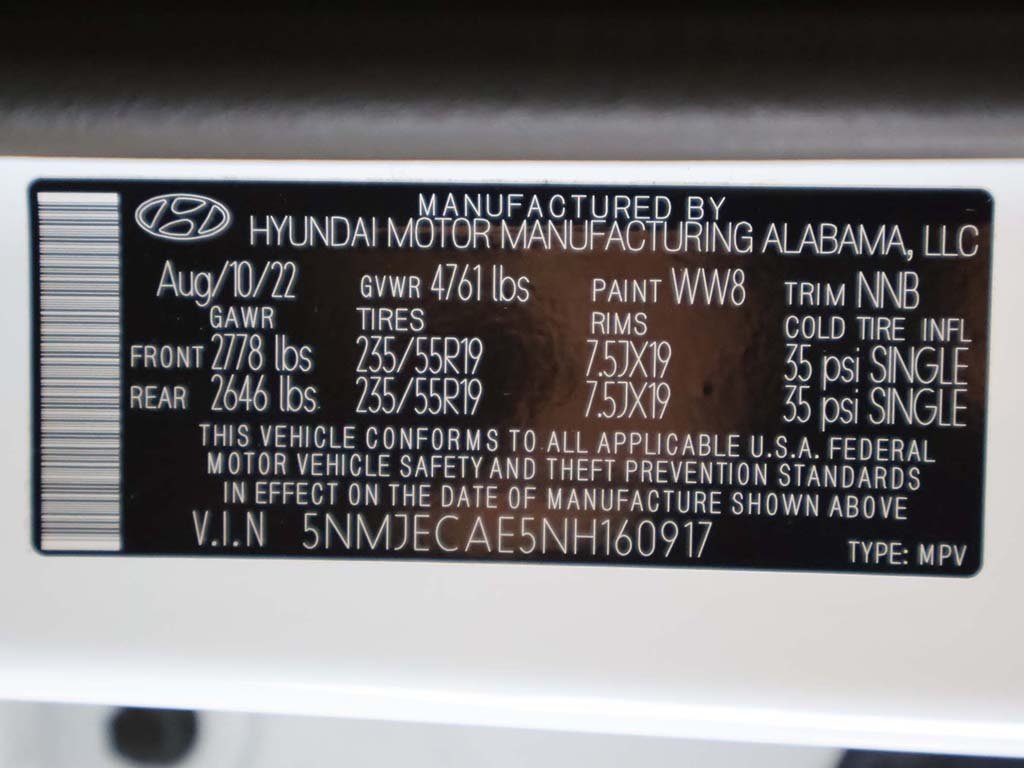 MANUFACTURED BY
HYUNDAI MOTOR MANUFACTURING ALABAMA, LLC
Aug/10/22 GVWR 4761 lbs PAINT WW8 TRIM NNB
GAWR TIRES RIMS COLD TIRE INFL
FRONT 2778 lbs 235/55R19 7.5JX19 35 psi SINGLE
REAR 2646 lbs 235/55R19 7.5JX19 35 psi SINGLE
THIS VEHICLE CONFORMS TO ALL APPLICABLE U.S.A. FEDERAL
MOTOR VEHICLE SAFETY AND THEFT PREVENTION STANDARDS
IN EFFECT ON THE DATE OF MANUFACTURE SHOWN ABOVE
V.I.N 5NMJECAE5NH160917 TYPE: MPV